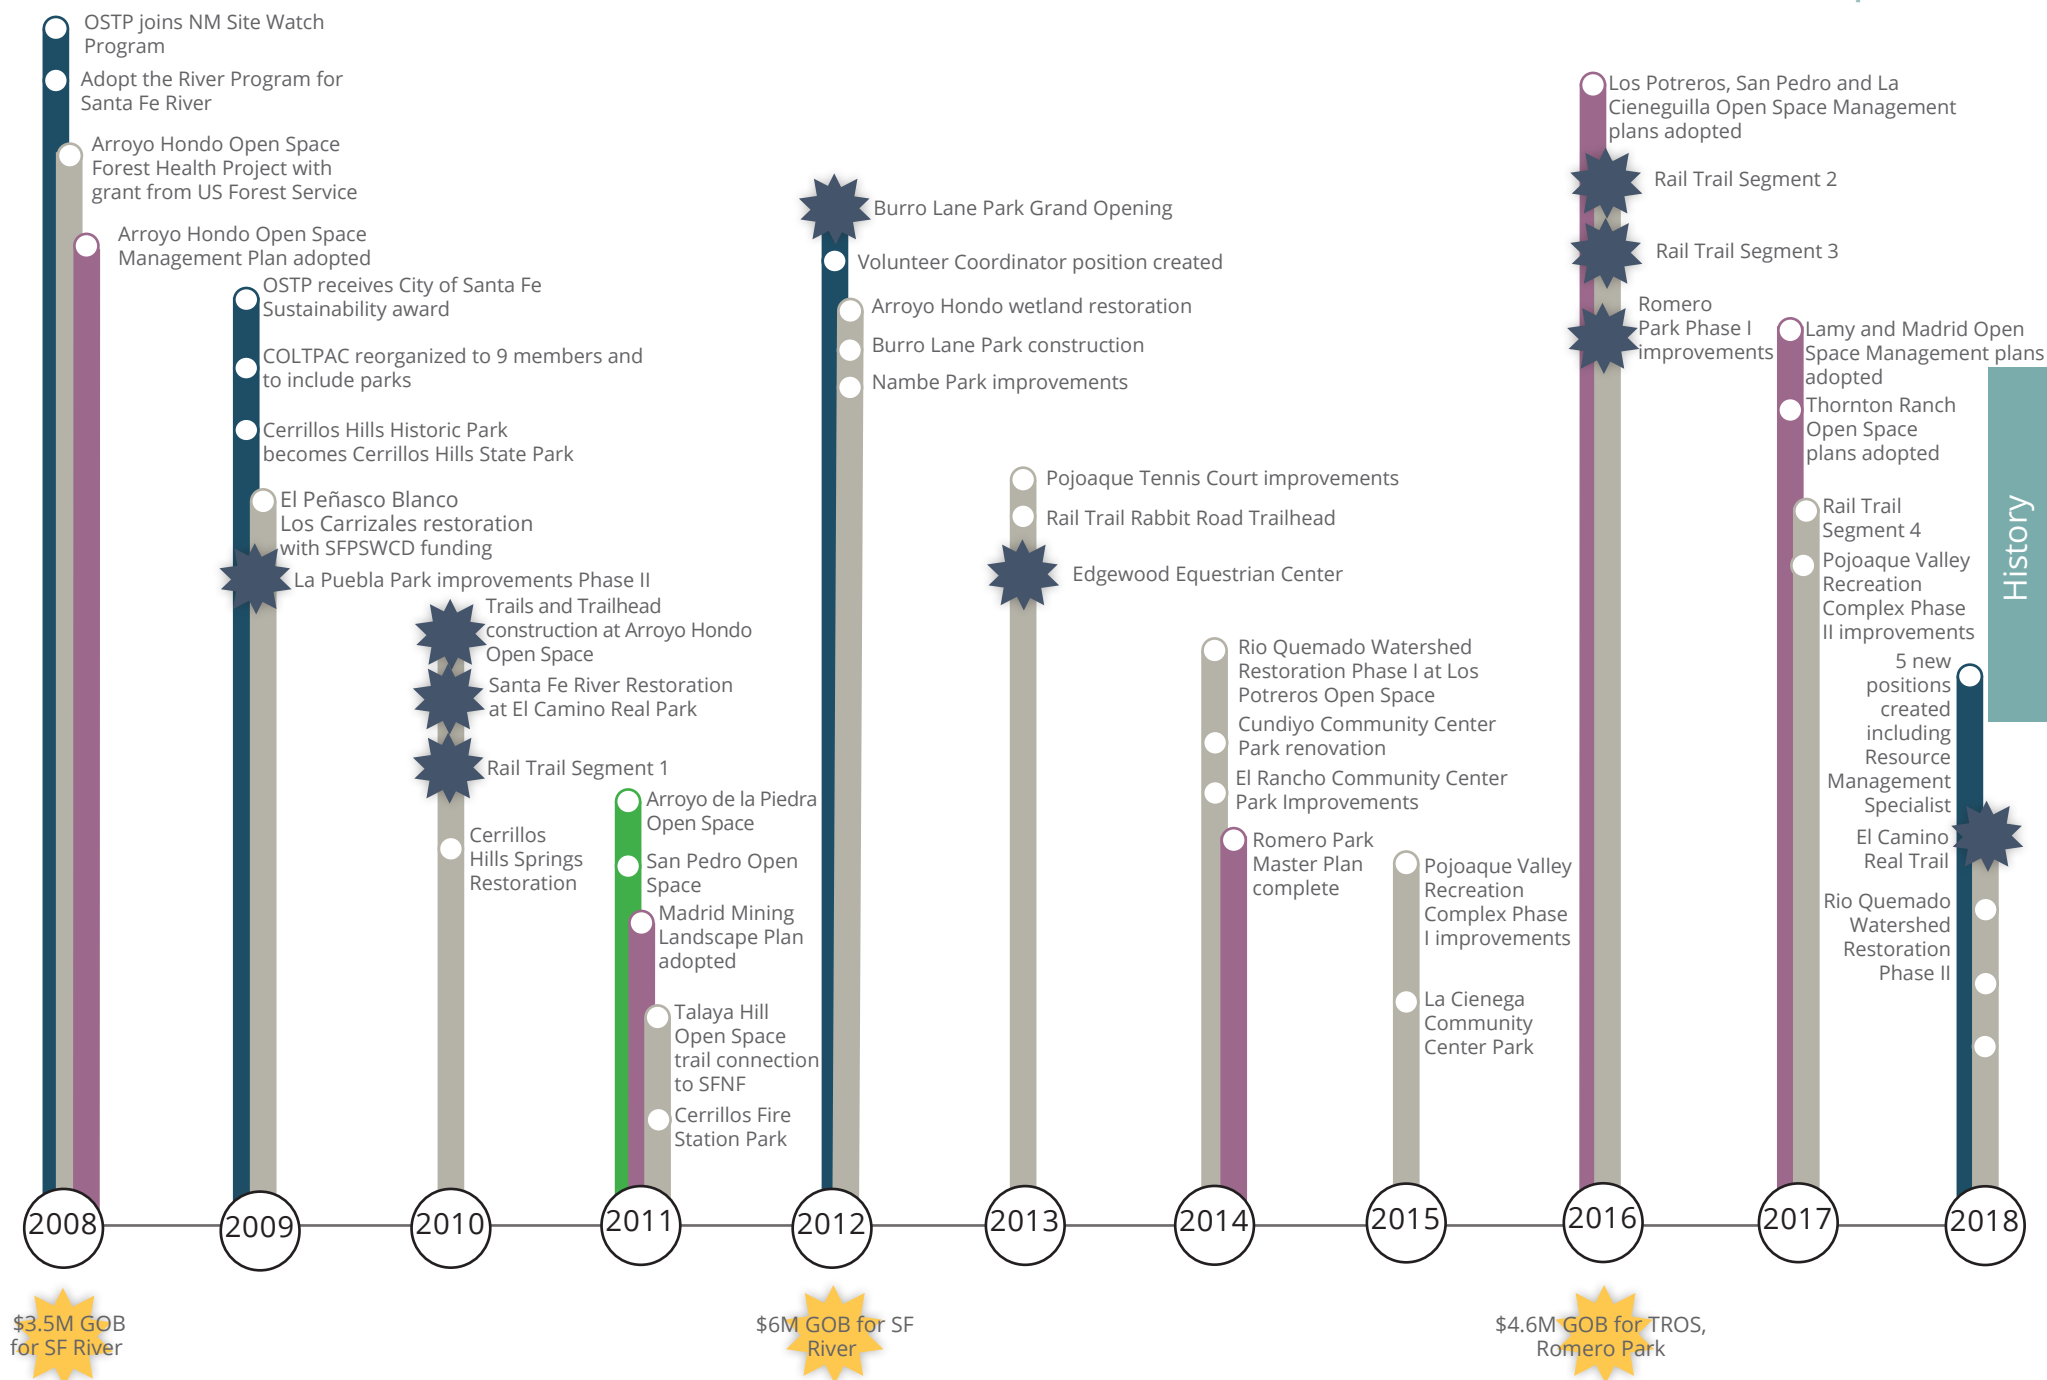 OSTP joins NM Site Watch
Program
Adopt the River Program for
Santa Fe River
Arroyo Hondo Open Space
Forest Health Project with
grant from US Forest Service
Arroyo Hondo Open Space
Management Plan adopted
OSTP receives City of Santa Fe
Sustainability award
COLTPAC reorganized to 9 members and
to include parks
Cerrillos Hills Historic Park
becomes Cerrillos Hills State Park
El Peñasco Blanco
Los Carrizales restoration
with SFPSWCD funding
La Puebla Park improvements Phase II
Trails and Trailhead
construction at Arroyo Hondo
Open Space
Santa Fe River Restoration
at El Camino Real Park
Rail Trail Segment 1
Cerrillos
Hills Springs
Restoration
Arroyo de la Piedra
Open Space
San Pedro Open
Space
Madrid Mining
Landscape Plan
adopted
Talaya Hill
Open Space
trail connection
to SFNF
Cerrillos Fire
Station Park
Burro Lane Park Grand Opening
Volunteer Coordinator position created
Arroyo Hondo wetland restoration
Burro Lane Park construction
Nambe Park improvements
Pojoaque Tennis Court improvements
Rail Trail Rabbit Road Trailhead
Edgewood Equestrian Center
Rio Quemado Watershed
Restoration Phase I at Los
Potreros Open Space
Cundiyo Community Center
Park renovation
El Rancho Community Center
Park Improvements
Romero Park
Master Plan
complete
Pojoaque Valley
Recreation
Complex Phase
I improvements
La Cienega
Community
Center Park
Los Potreros, San Pedro and La
Cieneguilla Open Space Management
plans adopted
Rail Trail Segment 2
Rail Trail Segment 3
Romero
Park Phase I
improvements
Lamy and Madrid Open
Space Management plans
adopted
Thornton Ranch
Open Space
plans adopted
Rail Trail
Segment 4
Pojoaque Valley
Recreation
Complex Phase
II improvements
5 new
positions
created
including
Resource
Management
Specialist
El Camino
Real Trail
Rio Quemado
Watershed
Restoration
Phase II
History
2008
2009
2010
2011
2012
2013
2014
2015
2016
2017
2018
$3.5M GOB
for SF River
$6M GOB for SF
River
$4.6M GOB for TROS,
Romero Park